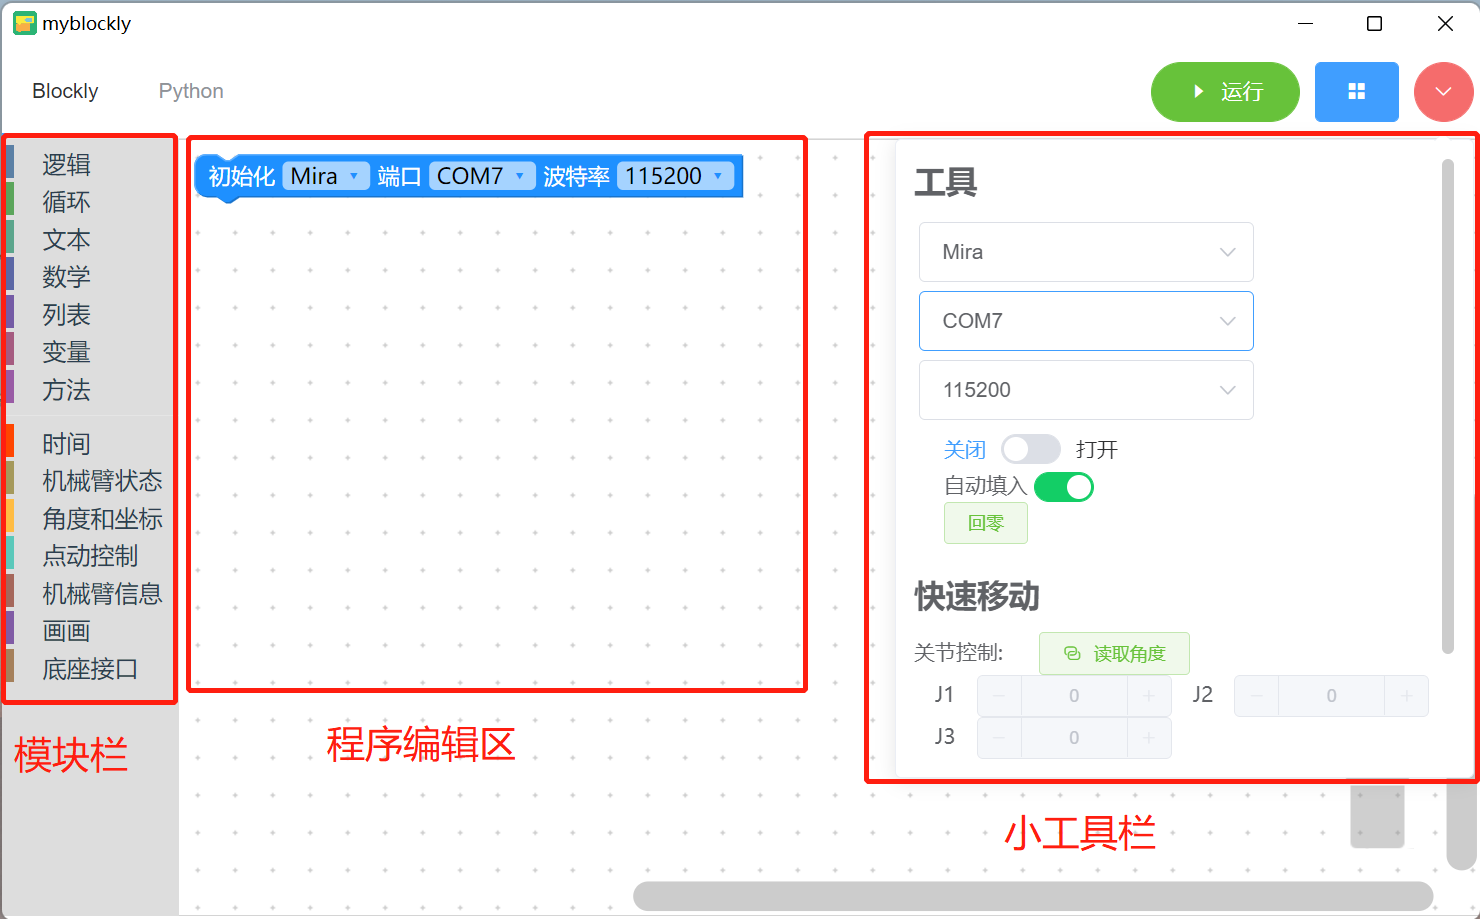 myblockly
Blockly Python 运行
逻辑
循环
文本
数学
列表
变量
方法
时间
机械臂状态
角度和坐标
点动控制
机械臂信息
画画
底座接口
模块栏
初始化 Mira 端口 COM7 波特率 115200
程序编辑区
工具
Mira
COM7
115200
关闭 打开
自动填入
回零
快速移动
关节控制: 读取角度
J1 − 0 + J2 − 0 +
J3 − 0 +
小工具栏